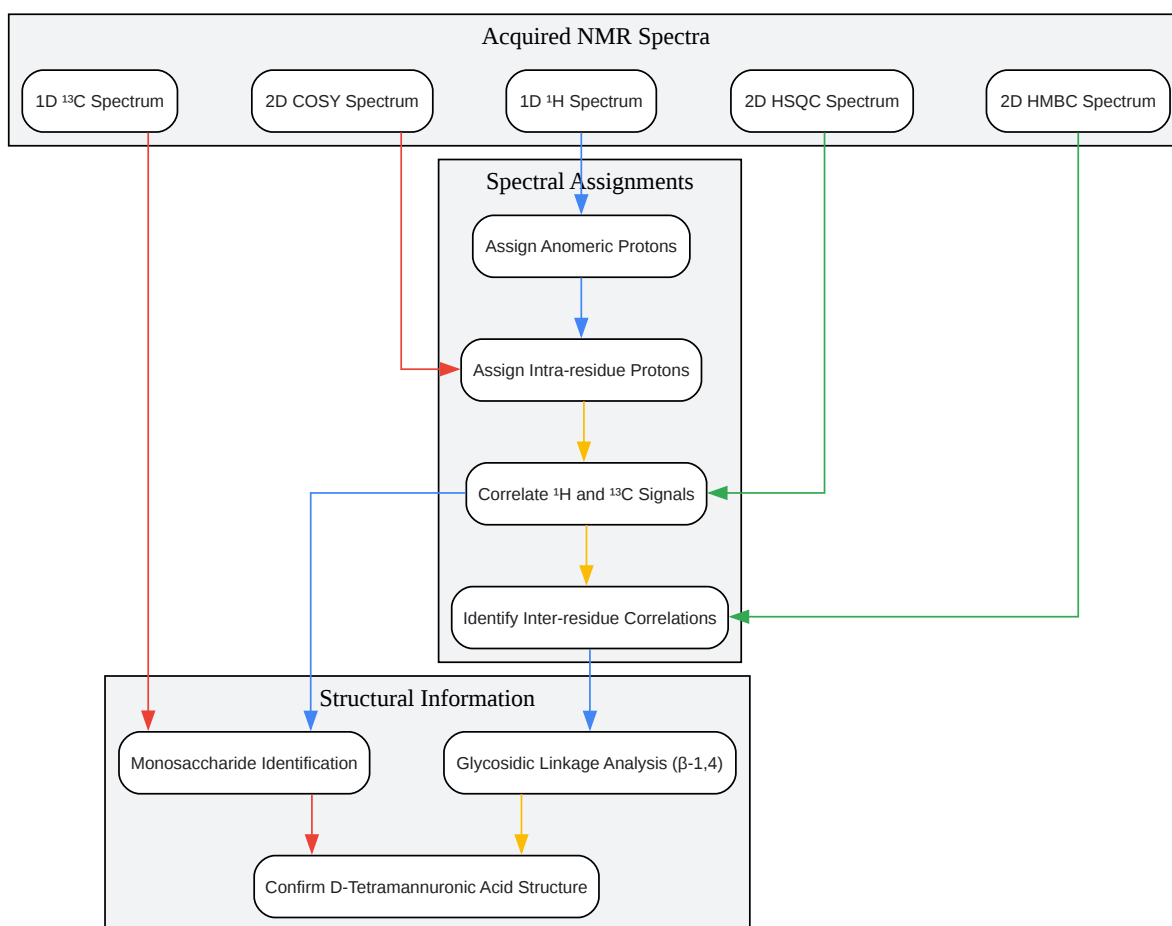 Acquired NMR Spectra
1D ¹³C Spectrum
2D COSY Spectrum
1D ¹H Spectrum
2D HSQC Spectrum
2D HMBC Spectrum
Spectral Assignments
Assign Anomeric Protons
Assign Intra-residue Protons
Correlate ¹H and ¹³C Signals
Identify Inter-residue Correlations
Structural Information
Monosaccharide Identification
Glycosidic Linkage Analysis (β-1,4)
Confirm D-Tetramannuronic Acid Structure